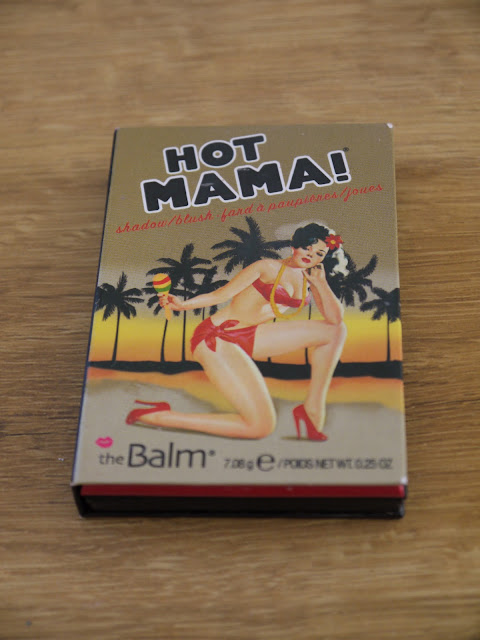 HOT
MAMA!
shadow/blush · fard à paupières/joues
theBalm®
7.08 g ℮ / POIDS NET WT. 0.25 OZ